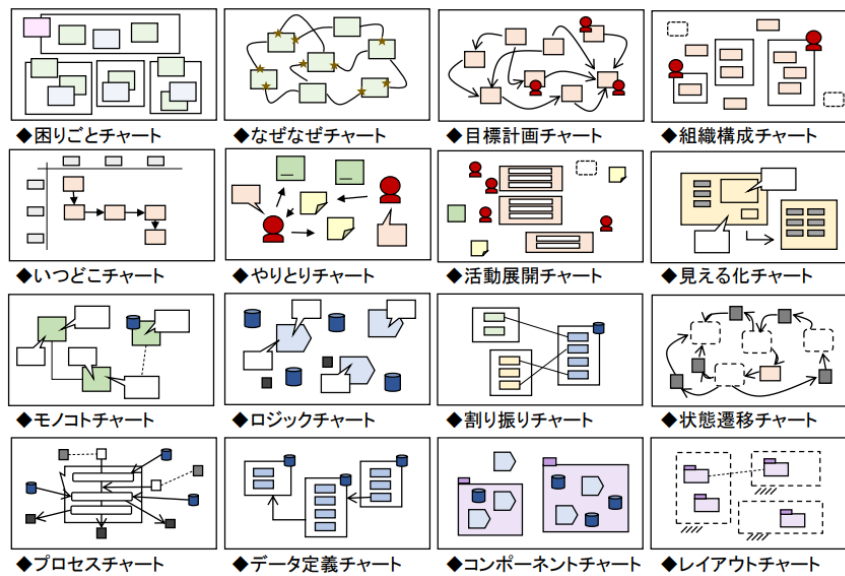 ◆困りごとチャート
◆なぜなぜチャート
◆目標計画チャート
◆組織構成チャート
◆いつどこチャート
◆やりとりチャート
◆活動展開チャート
◆見える化チャート
◆モノコトチャート
◆ロジックチャート
◆割り振りチャート
◆状態遷移チャート
◆プロセスチャート
◆データ定義チャート
◆コンポーネントチャート
◆レイアウトチャート